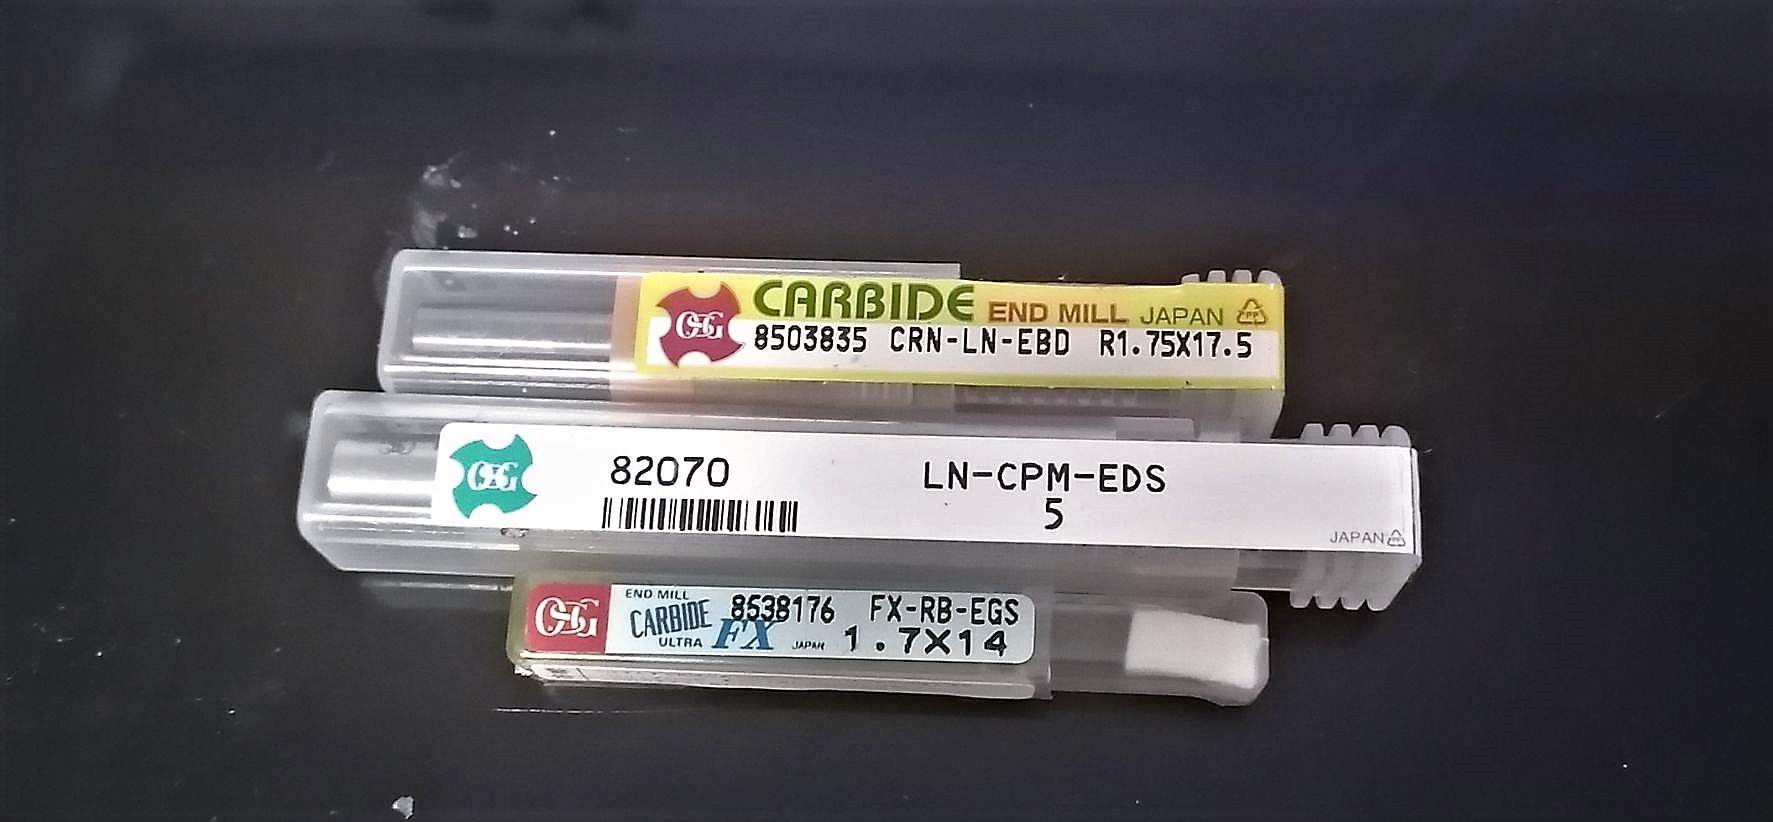 OSG CARBIDE END MILL JAPAN PP
8503835 CRN-LN-EBD R1.75X17.5
OSG 82070 LN-CPM-EDS
5
JAPAN
OSG END MILL
CARBIDE 8538176 FX-RB-EGS
ULTRA FX JAPAN 1.7X14